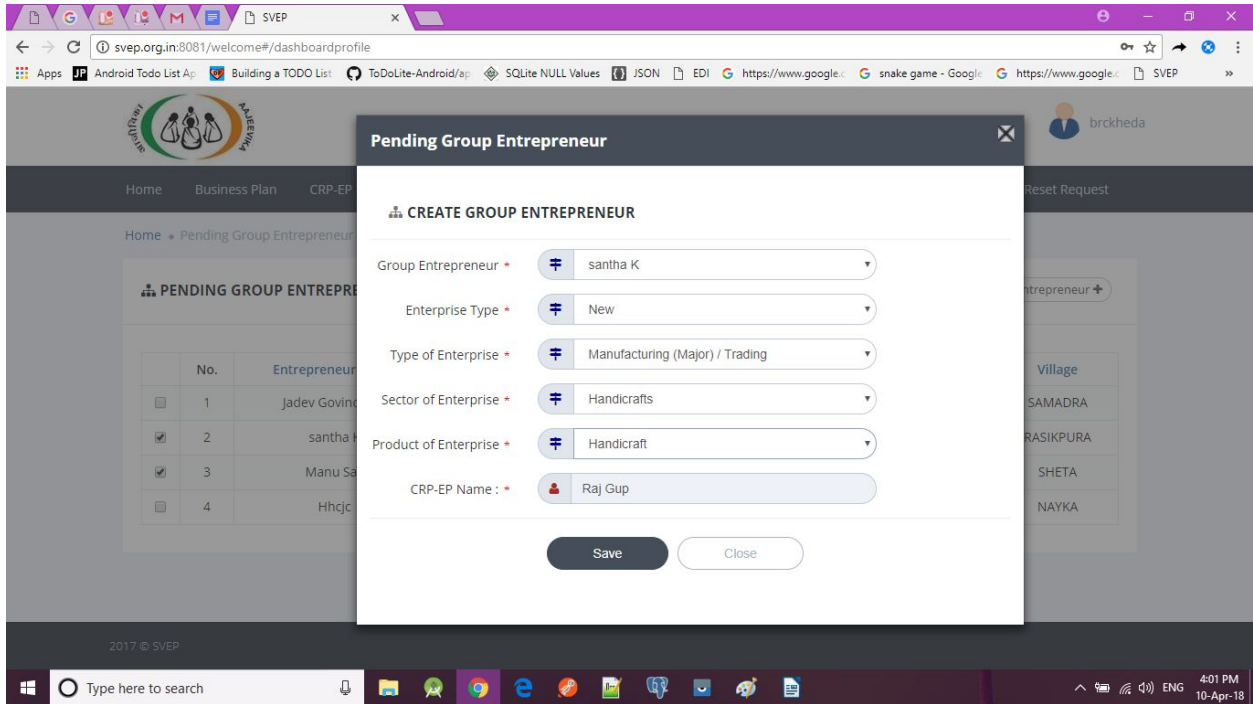 SVEP
svep.org.in:8081/welcome#/dashboardprofile
Apps JP Android Todo List Ap Building a TODO List ToDoLite-Android/ap SQLite NULL Values JSON EDI https://www.google.c snake game - Google https://www.google.c SVEP »
आजीविका AAJEEVIKA
brckheda
Pending Group Entrepreneur
Home Business Plan CRP-EP Reset Request
CREATE GROUP ENTREPRENEUR
Home Pending Group Entrepreneur
Group Entrepreneur * santha K
PENDING GROUP ENTREPRE ntrepreneur +
Enterprise Type * New
Type of Enterprise * Manufacturing (Major) / Trading
No. Entrepreneur Village
1 Jadev Govind SAMADRA
Sector of Enterprise * Handicrafts
2 santha K RASIKPURA
Product of Enterprise * Handicraft
3 Manu Sa SHETA
CRP-EP Name : * Raj Gup
4 Hhcjc NAYKA
Save Close
2017 © SVEP
Type here to search
ENG 4:01 PM
10-Apr-18